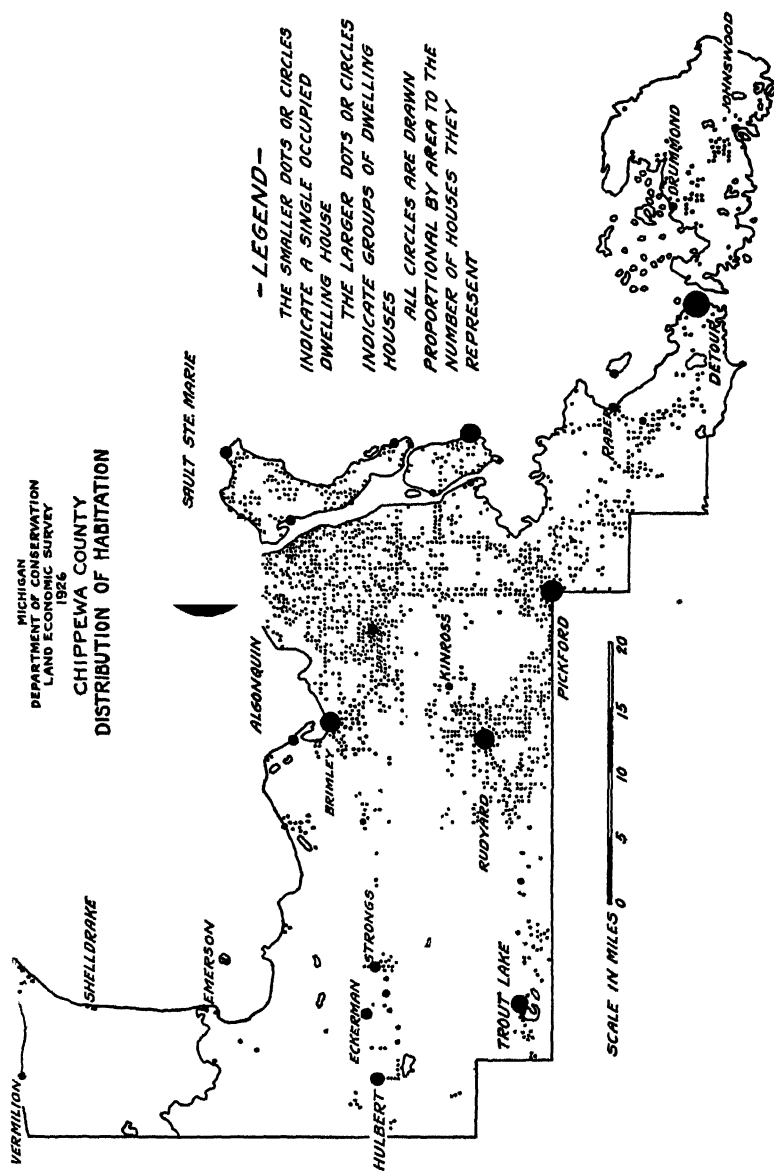 MICHIGAN
DEPARTMENT OF CONSERVATION
LAND ECONOMIC SURVEY
1926
CHIPPEWA COUNTY
DISTRIBUTION OF HABITATION
-LEGEND-
THE SMALLER DOTS OR CIRCLES
INDICATE A SINGLE OCCUPIED
DWELLING HOUSE
THE LARGER DOTS OR CIRCLES
INDICATE GROUPS OF DWELLING
HOUSES
ALL CIRCLES ARE DRAWN
PROPORTIONAL BY AREA TO THE
NUMBER OF HOUSES THEY
REPRESENT
VERMILION
SHELLDRAKE
EMERSON
SAULT STE. MARIE
ALGONQUIN
BRIMLEY
STRONGS
ECKERMAN
HULBERT
KINROSS
RUDYARD
TROUT LAKE
PICKFORD
RABER
DETOUR
DRUMMOND
JOHNSWOOD
SCALE IN MILES
0 5 10 15 20